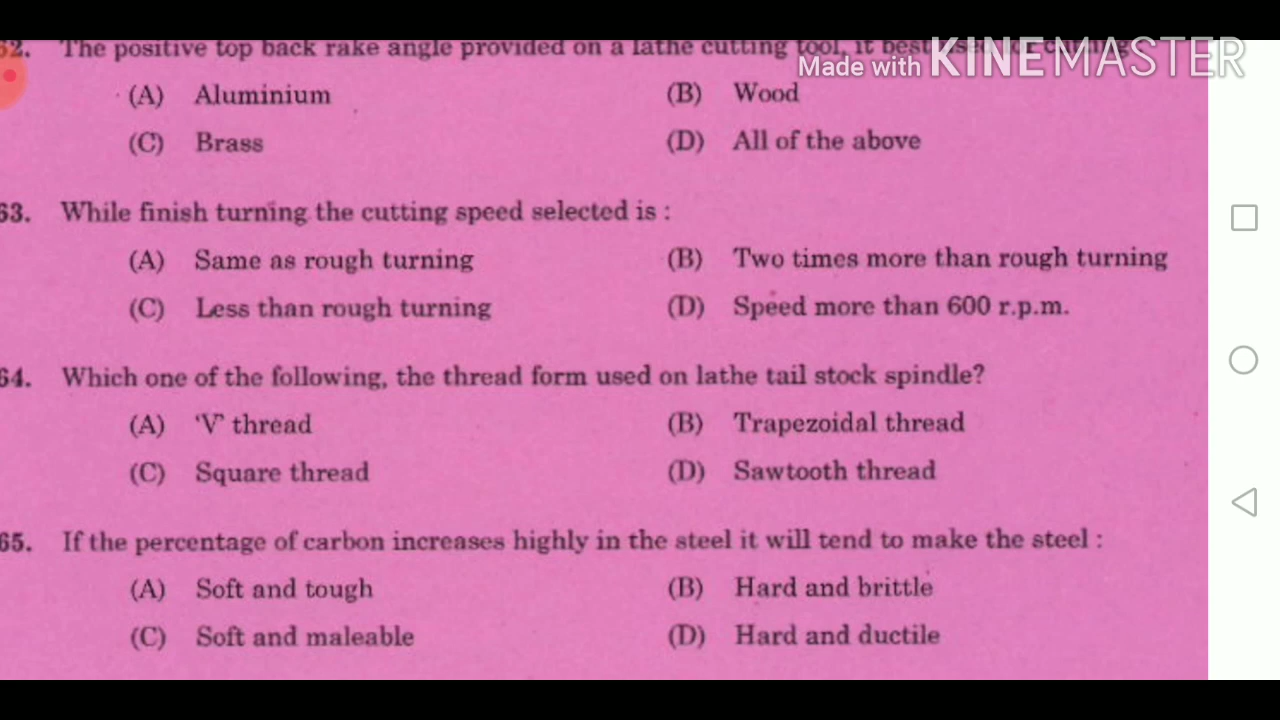 62. The positive top back rake angle provided on a lathe cutting tool, it best
Made with KINEMASTER
(A) Aluminium (B) Wood
(C) Brass (D) All of the above
63. While finish turning the cutting speed selected is :
(A) Same as rough turning (B) Two times more than rough turning
(C) Less than rough turning (D) Speed more than 600 r.p.m.
64. Which one of the following, the thread form used on lathe tail stock spindle?
(A) 'V' thread (B) Trapezoidal thread
(C) Square thread (D) Sawtooth thread
65. If the percentage of carbon increases highly in the steel it will tend to make the steel :
(A) Soft and tough (B) Hard and brittle
(C) Soft and maleable (D) Hard and ductile